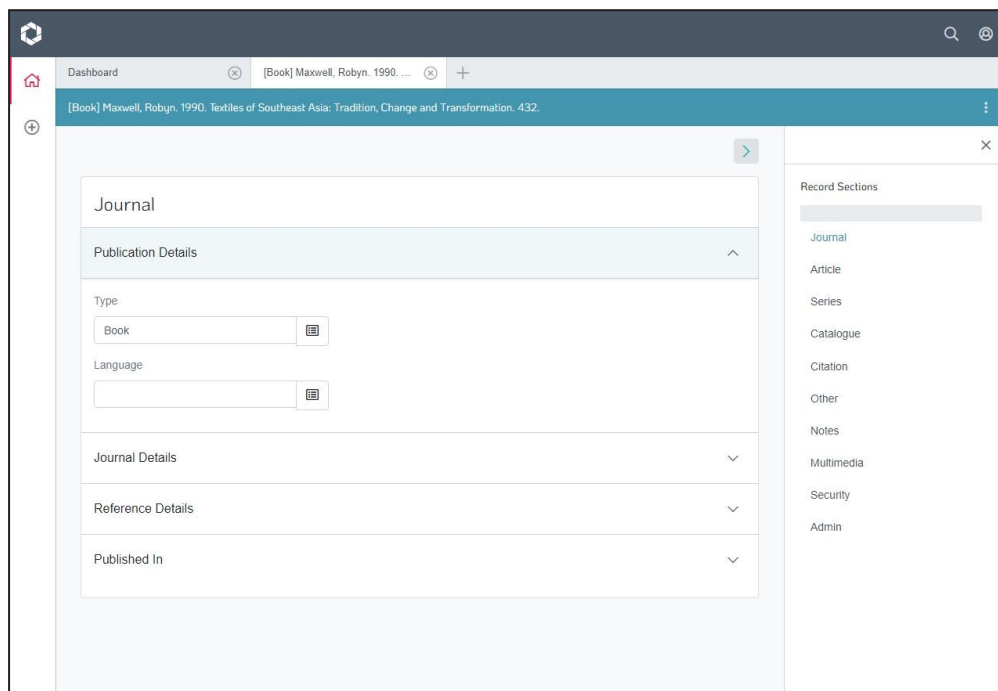 Dashboard
[Book] Maxwell, Robyn. 1990. ...
[Book] Maxwell, Robyn. 1990. Textiles of Southeast Asia: Tradition, Change and Transformation. 432.
Journal
Publication Details
Type
Book
Language
Journal Details
Reference Details
Published In
Record Sections
Journal
Article
Series
Catalogue
Citation
Other
Notes
Multimedia
Security
Admin